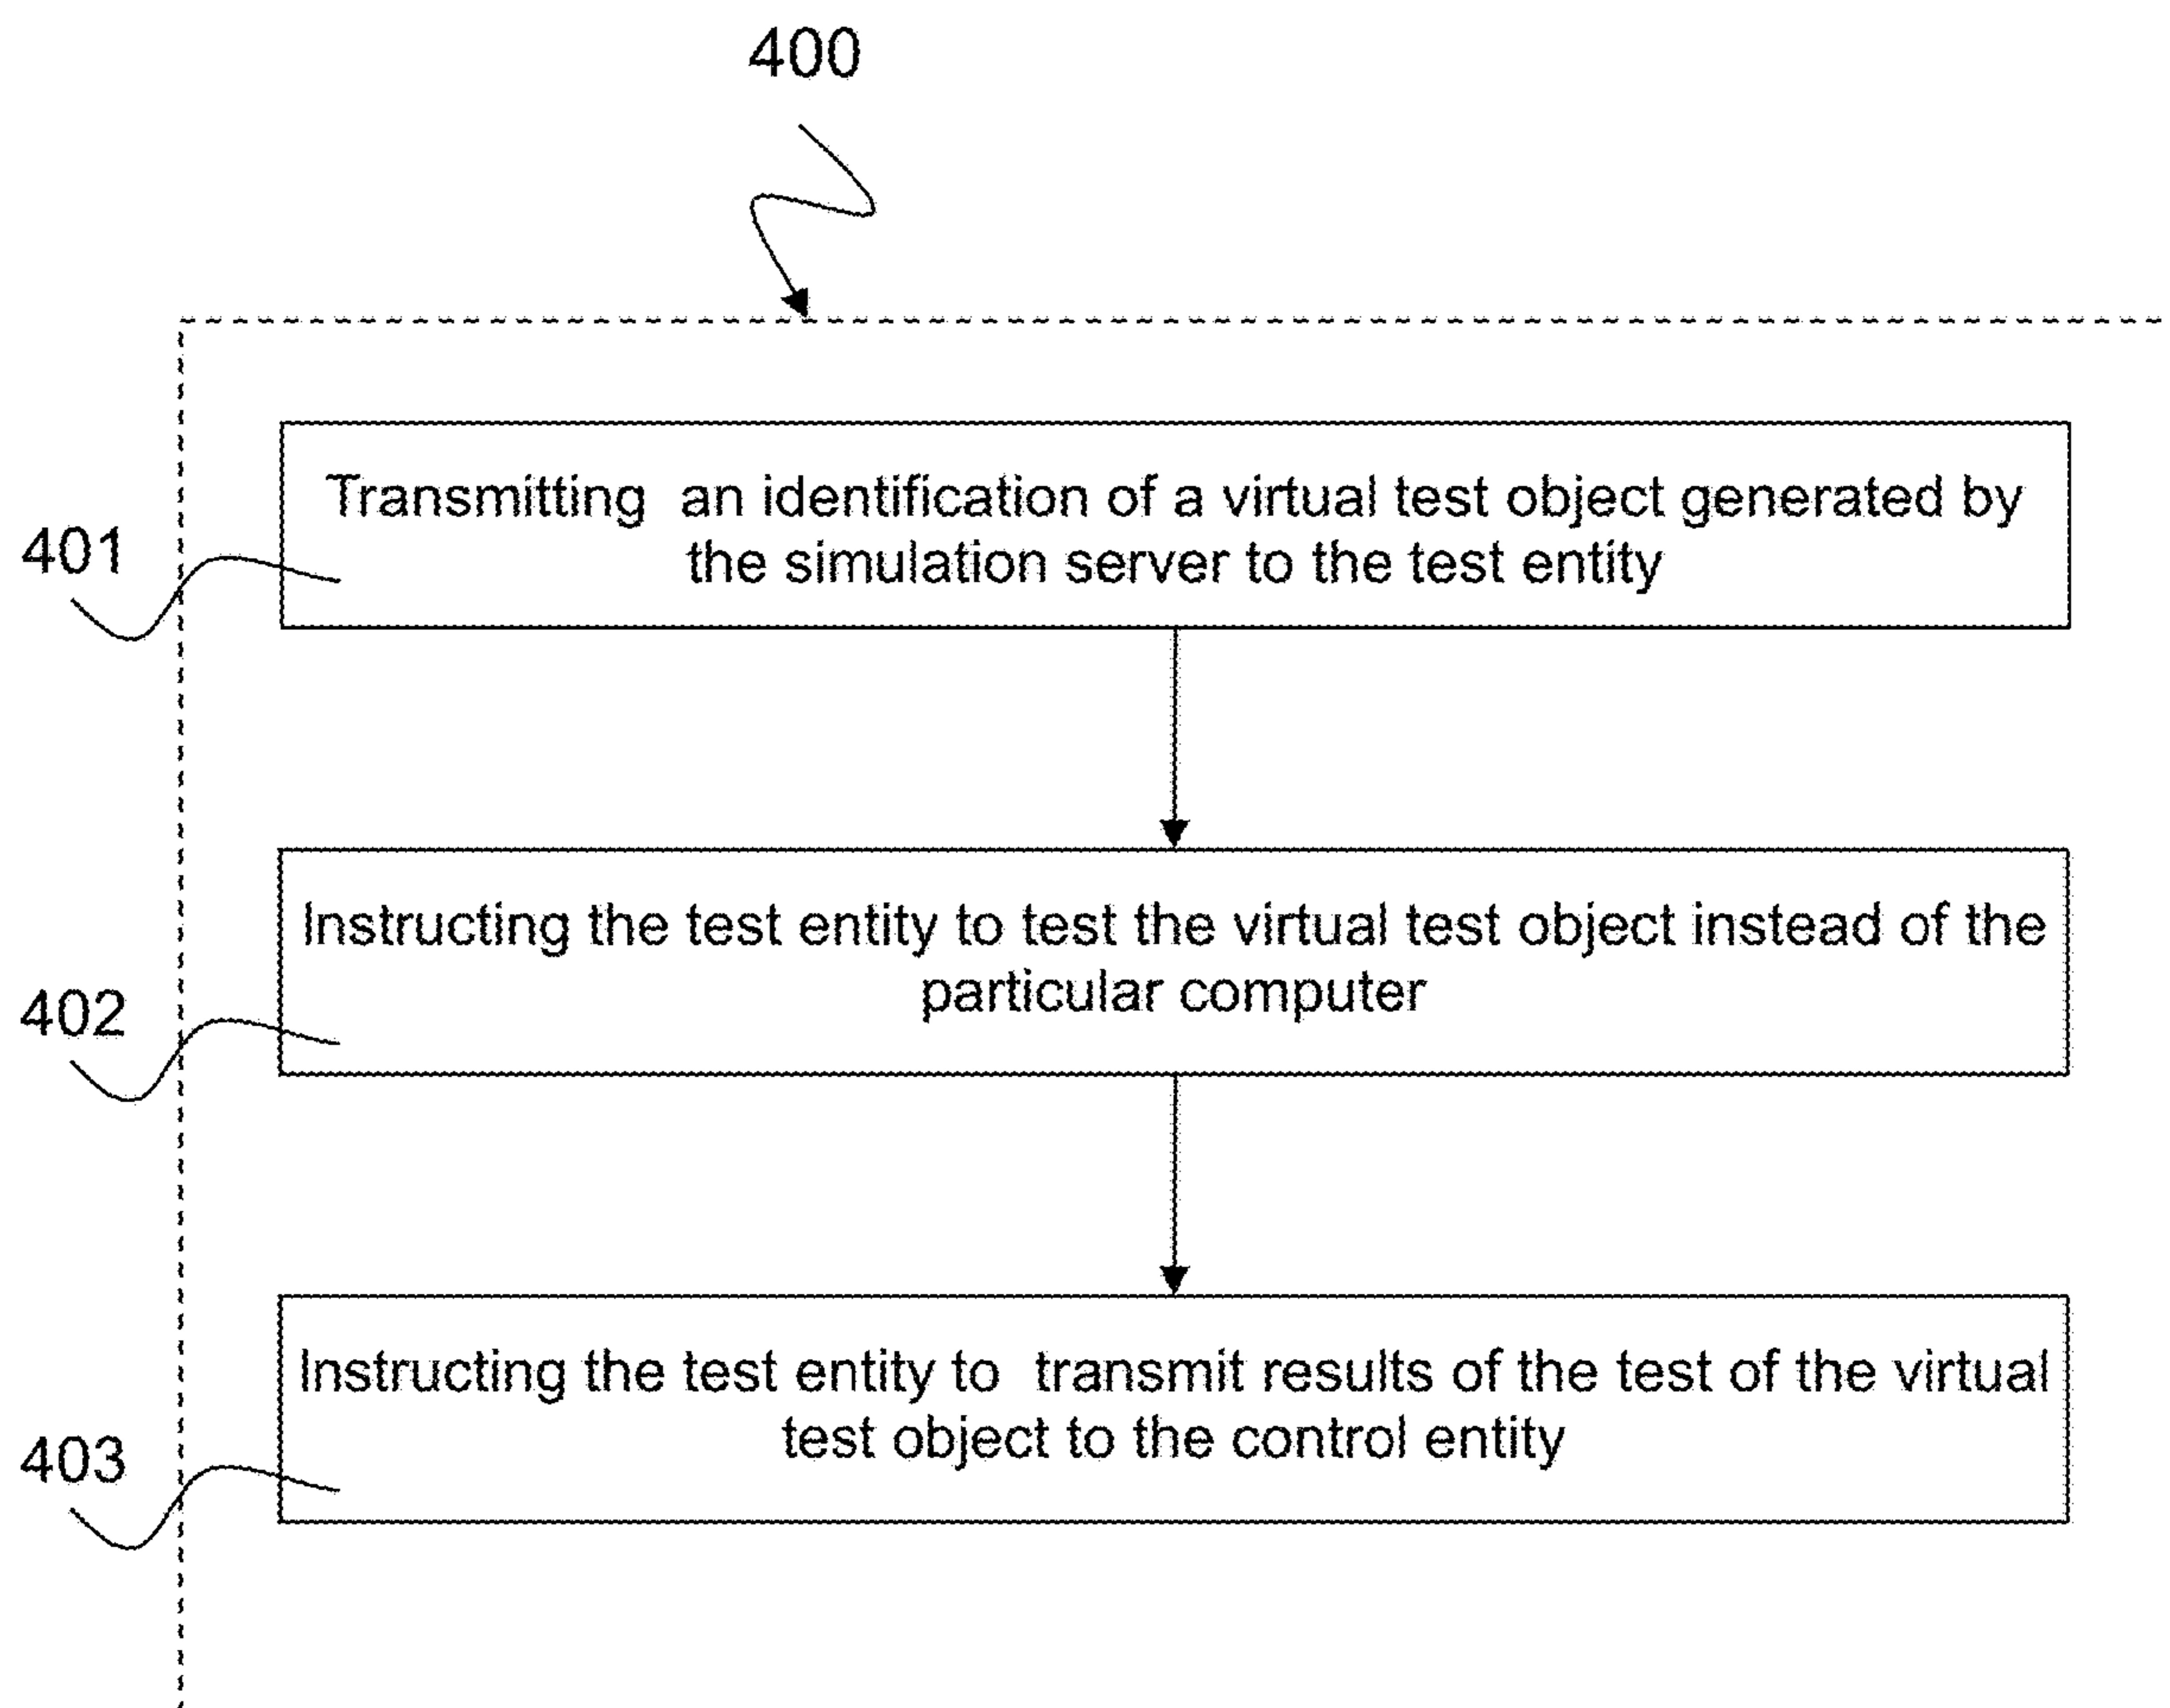 400
Transmitting an identification of a virtual test object generated by
the simulation server to the test entity
401
Instructing the test entity to test the virtual test object instead of the
particular computer
402
Instructing the test entity to transmit results of the test of the virtual
test object to the control entity
403